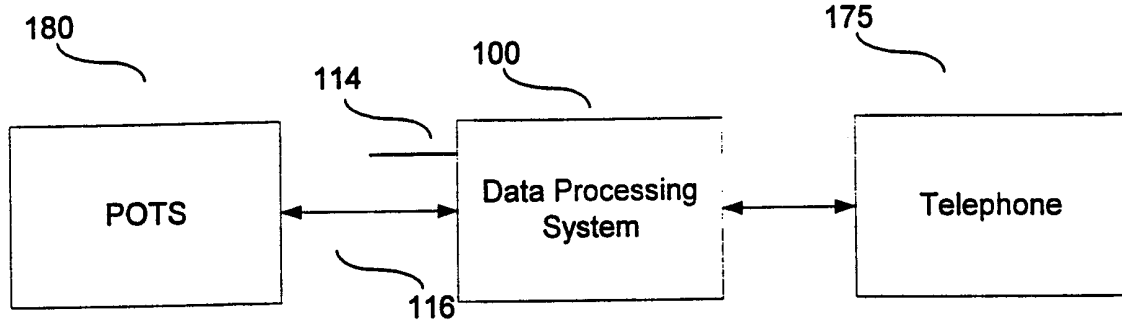 180
175
100
114
POTS
Data Processing
System
Telephone
116